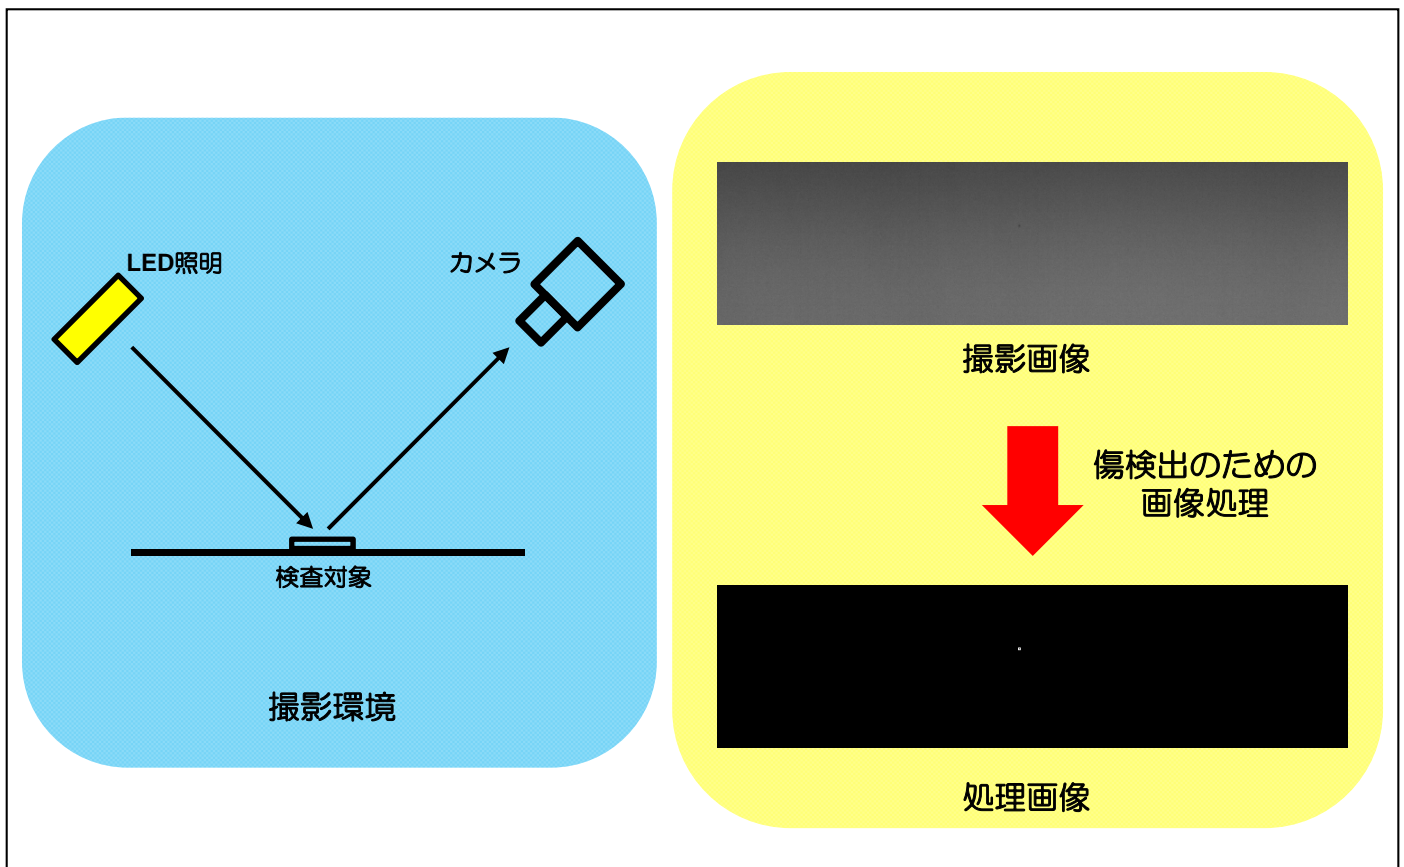 LED照明
カメラ
検査対象
撮影環境
撮影画像
傷検出のための
画像処理
処理画像